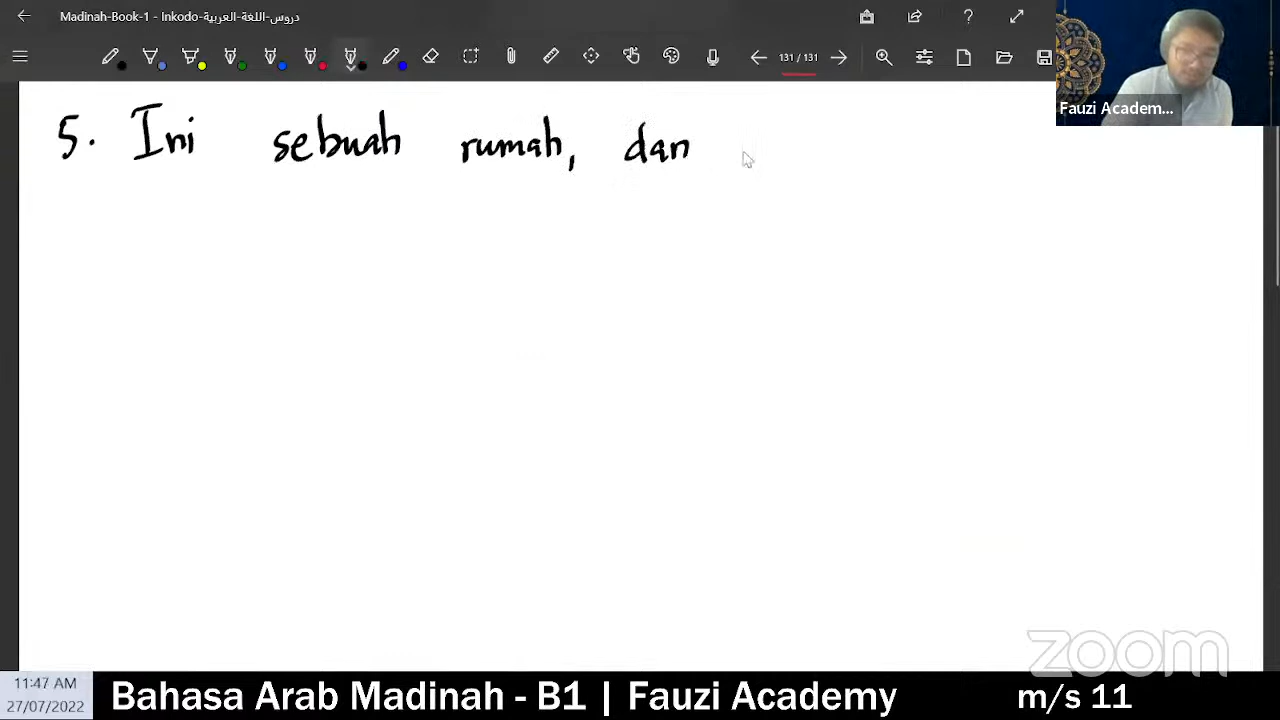 Madinah-Book-1 - Inkodo-دروس-اللغة-العربية
131 / 131
Fauzi Academ...
5. Ini sebuah rumah, dan
zoom
11:47 AM
27/07/2022
Bahasa Arab Madinah - B1 | Fauzi Academy
m/s 11